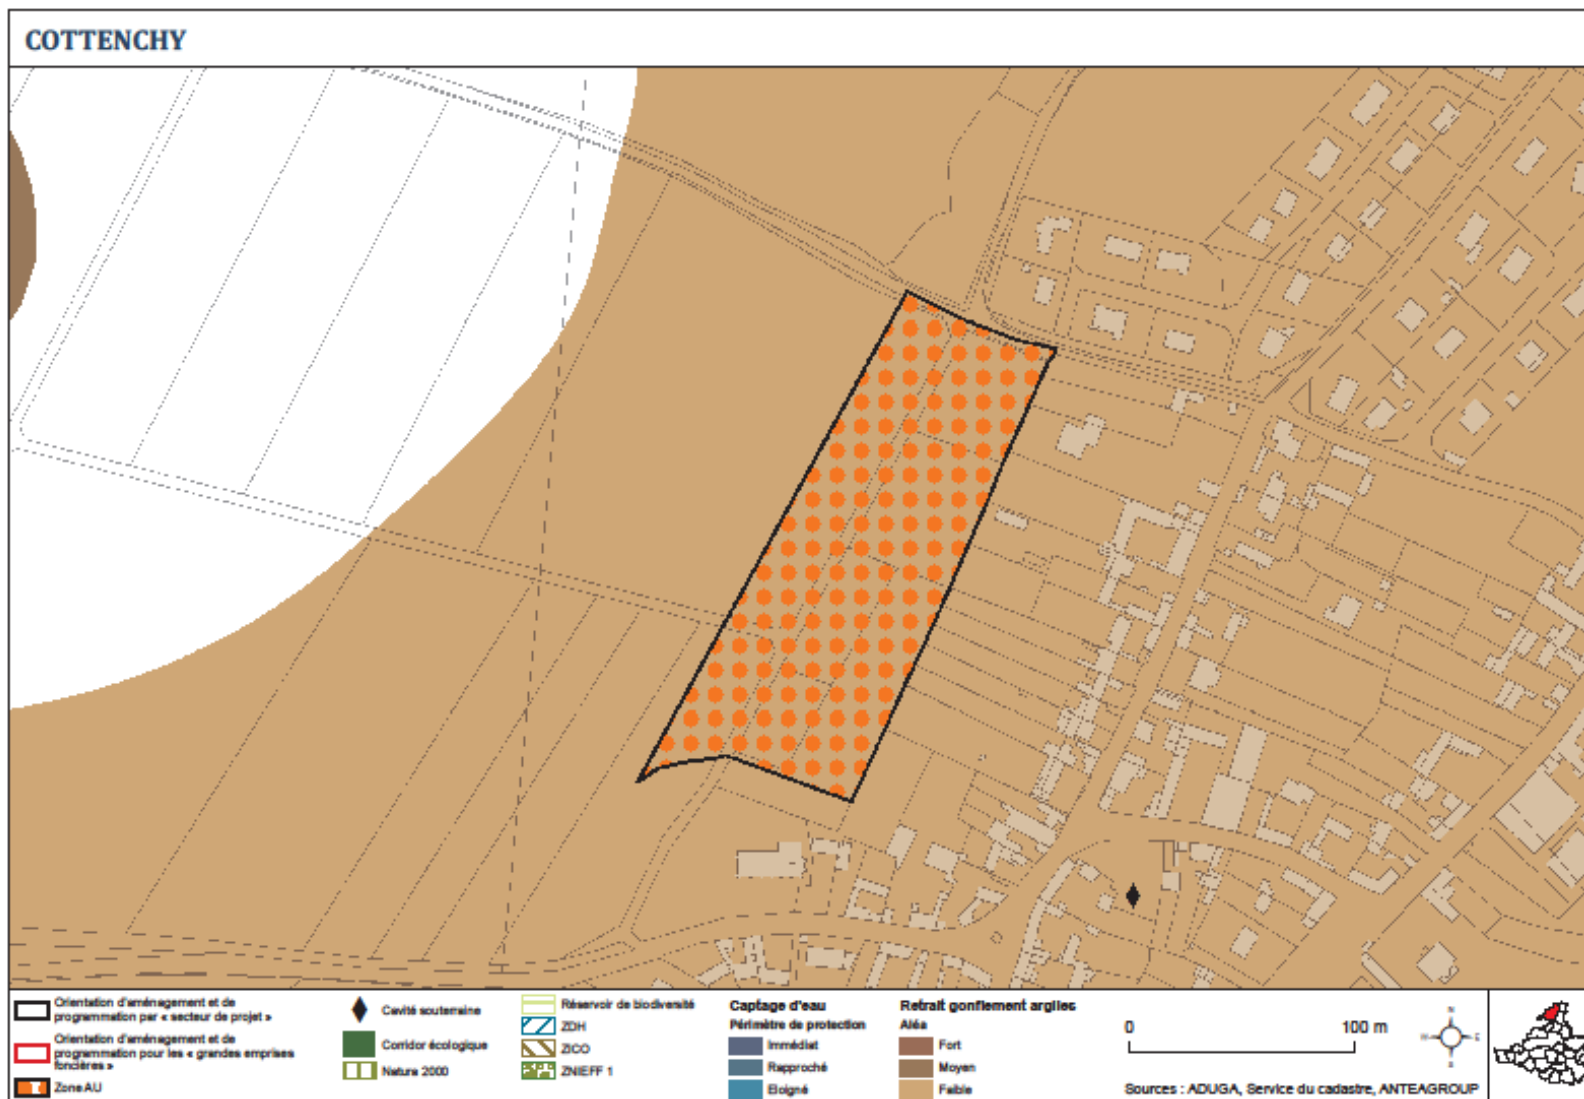 COTTENCHY
Orientation d'aménagement et de
programmation par « secteur de projet »
Orientation d'aménagement et de
programmation pour les « grandes emprises
foncières »
Zone AU
Cavité souterraine
Corridor écologique
Natura 2000
Réservoir de biodiversité
ZDH
ZICO
ZNIEFF 1
Captage d'eau
Périmètre de protection
Immédiat
Rapproché
Eloigné
Retrait gonflement argiles
Aléa
Fort
Moyen
Faible
0 100 m
N
E
S
Sources : ADUGA, Service du cadastre, ANTEAGROUP